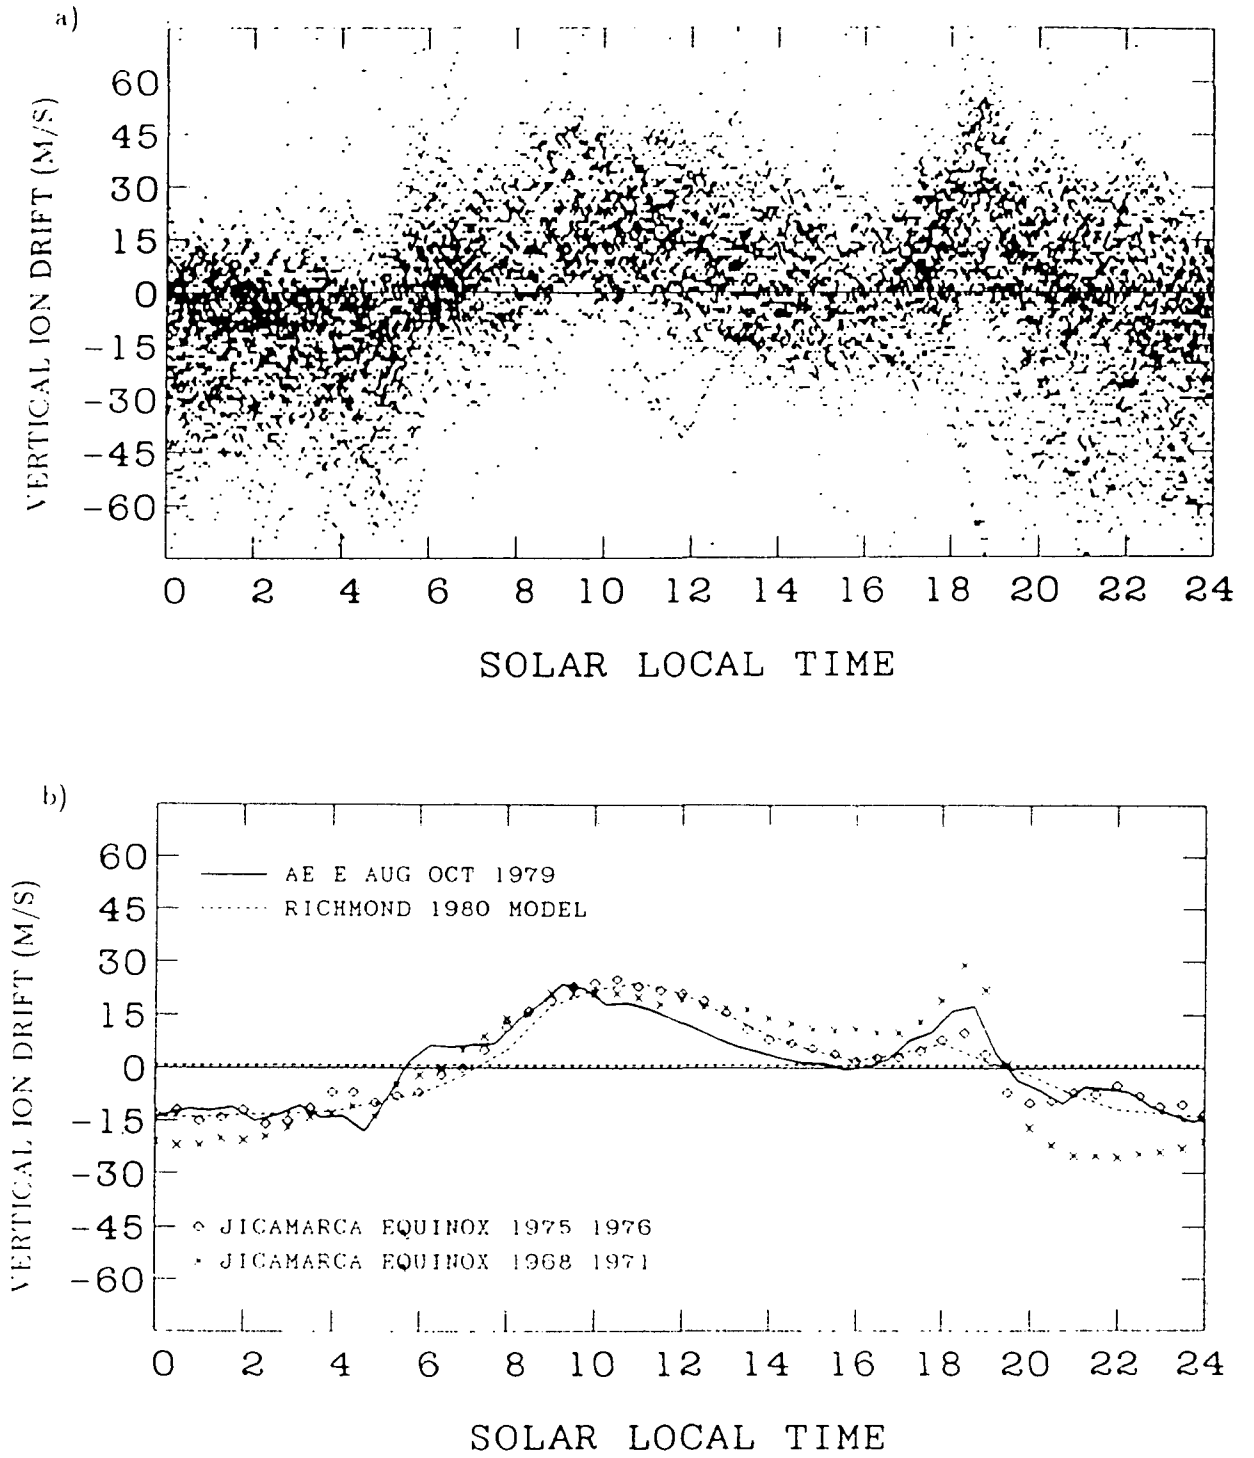 a)
VERTICAL ION DRIFT (M/S)
60
45
30
15
0
-15
-30
-45
-60
0 2 4 6 8 10 12 14 16 18 20 22 24
SOLAR LOCAL TIME
b)
VERTICAL ION DRIFT (M/S)
60
45
30
15
0
-15
-30
-45
-60
AE E AUG OCT 1979
RICHMOND 1980 MODEL
JICAMARCA EQUINOX 1975 1976
JICAMARCA EQUINOX 1968 1971
0 2 4 6 8 10 12 14 16 18 20 22 24
SOLAR LOCAL TIME